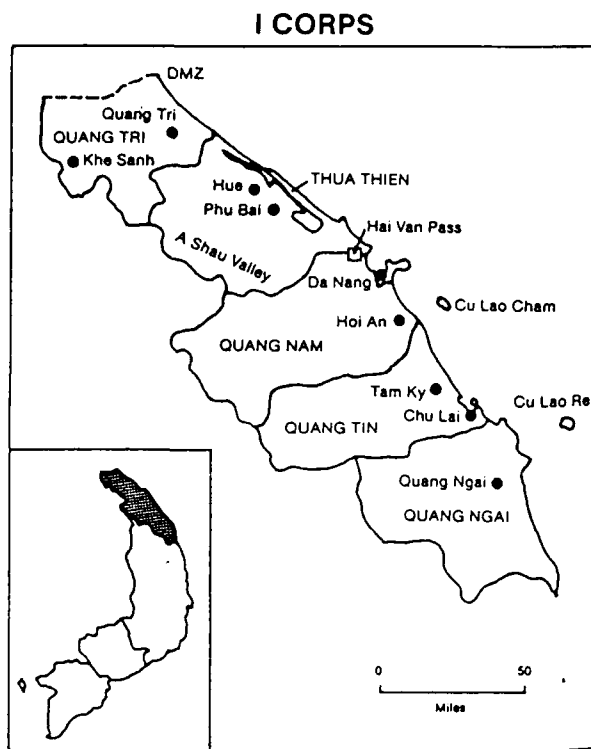 I CORPS
DMZ
Quang Tri
QUANG TRI
Khe Sanh
THUA THIEN
Hue
Phu Bai
Hai Van Pass
A Shau Valley
Da Nang
Cu Lao Cham
Hoi An
QUANG NAM
Tam Ky
Cu Lao Re
Chu Lai
QUANG TIN
Quang Ngai
QUANG NGAI
0 50
Miles